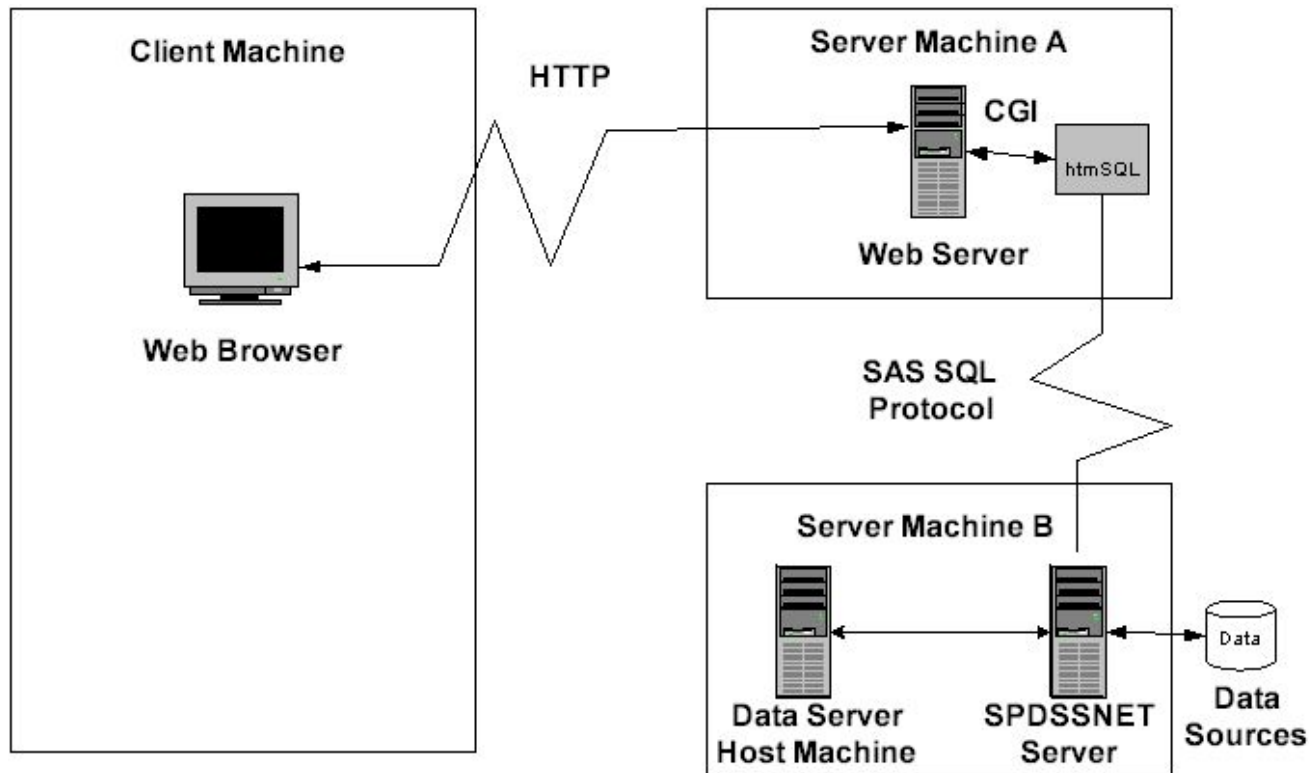 Client Machine
HTTP
Web Browser
Server Machine A
CGI
htmSQL
Web Server
SAS SQL
Protocol
Server Machine B
Data Server
Host Machine
SPDSSNET
Server
Data
Data
Sources